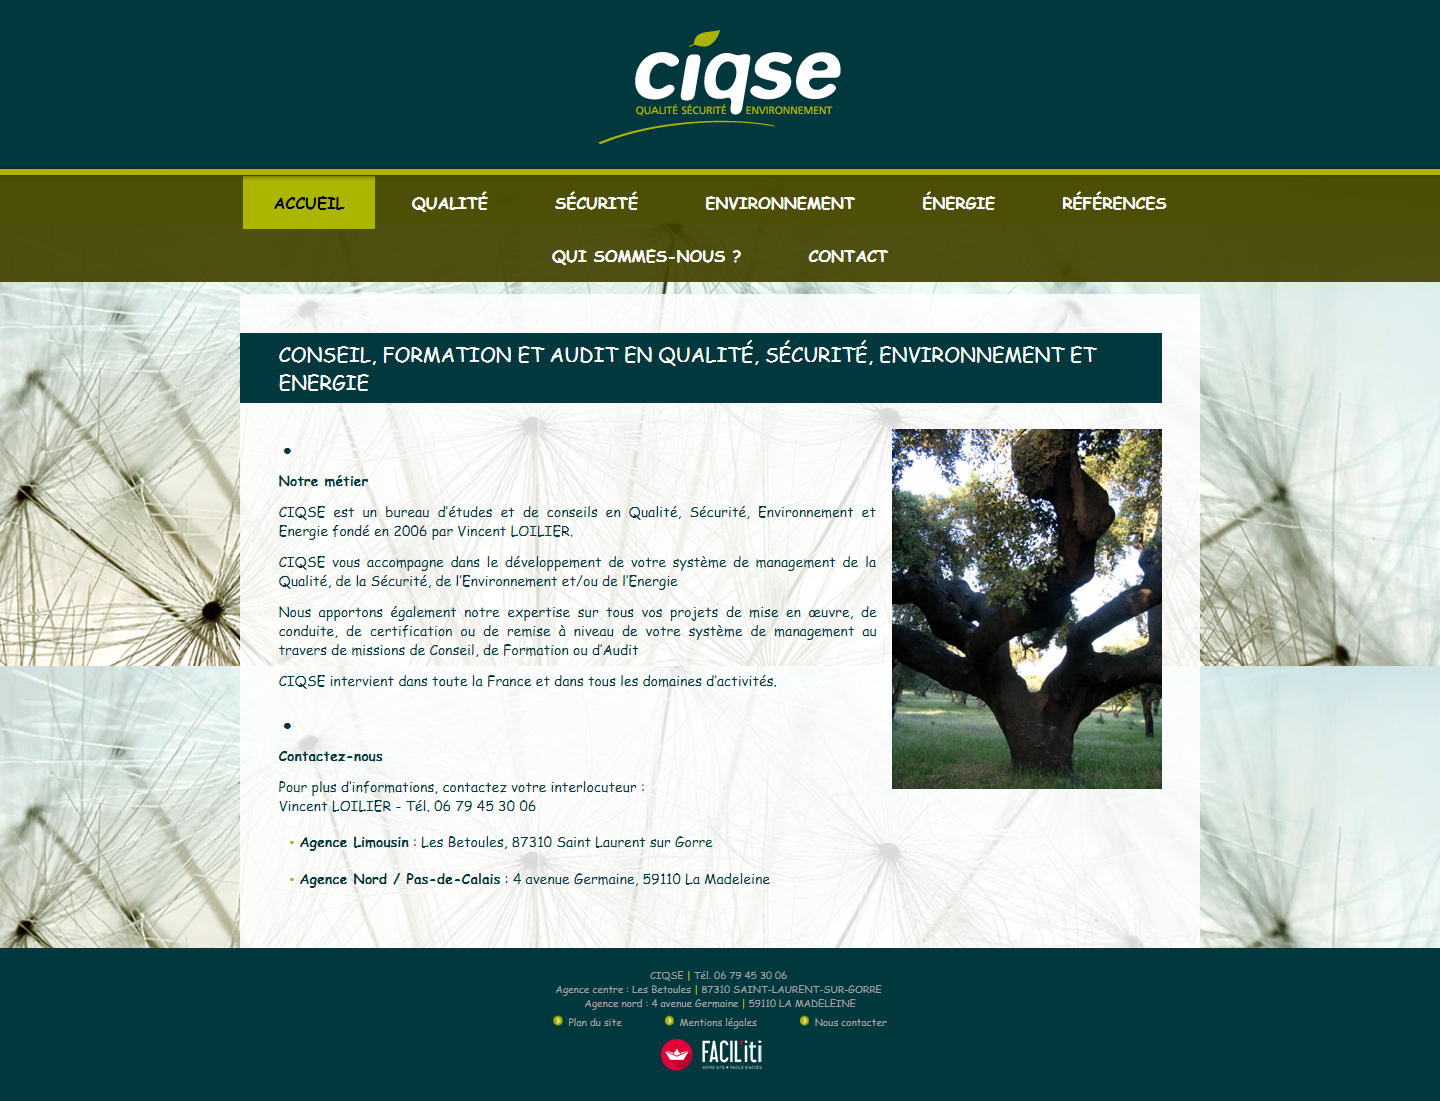 ciqse
QUALITÉ SÉCURITÉ ENVIRONNEMENT
ACCUEIL QUALITÉ SÉCURITÉ ENVIRONNEMENT ÉNERGIE RÉFÉRENCES
QUI SOMMES-NOUS ? CONTACT
CONSEIL, FORMATION ET AUDIT EN QUALITÉ, SÉCURITÉ, ENVIRONNEMENT ET
ENERGIE
Notre métier
CIQSE est un bureau d'études et de conseils en Qualité, Sécurité, Environnement et
Energie fondé en 2006 par Vincent LOILIER.
CIQSE vous accompagne dans le développement de votre système de management de la
Qualité, de la Sécurité, de l'Environnement et/ou de l'Energie
Nous apportons également notre expertise sur tous vos projets de mise en œuvre, de
conduite, de certification ou de remise à niveau de votre système de management au
travers de missions de Conseil, de Formation ou d'Audit
CIQSE intervient dans toute la France et dans tous les domaines d'activités.
Contactez-nous
Pour plus d'informations, contactez votre interlocuteur :
Vincent LOILIER - Tél. 06 79 45 30 06
Agence Limousin : Les Betoules, 87310 Saint Laurent sur Gorre
Agence Nord / Pas-de-Calais : 4 avenue Germaine, 59110 La Madeleine
CIQSE | Tél. 06 79 45 30 06
Agence centre : Les Betoules | 87310 SAINT-LAURENT-SUR-GORRE
Agence nord : 4 avenue Germaine | 59110 LA MADELEINE
Plan du site Mentions légales Nous contacter
FACIL'iti
VOTRE SITE + FACILE D'ACCÈS